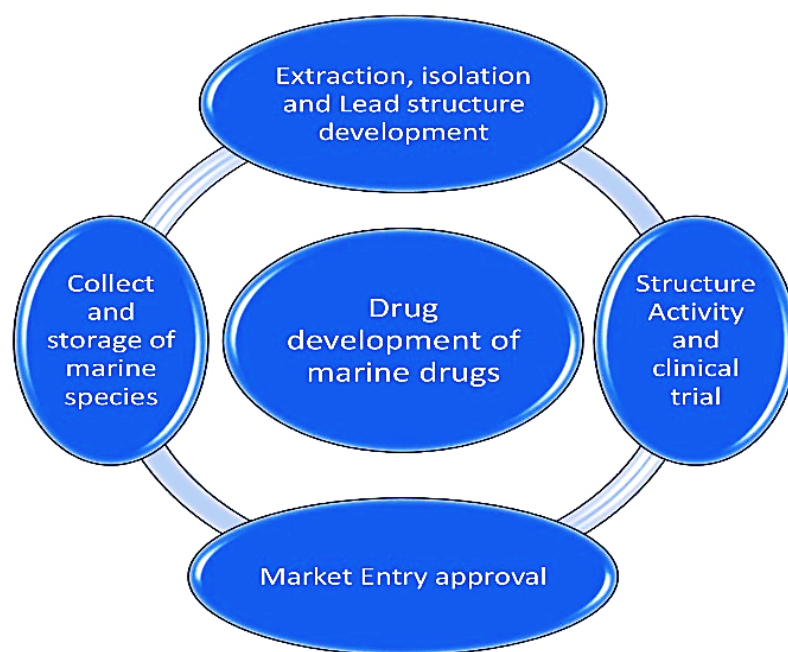 Extraction, isolation
and Lead structure
development
Collect
and
storage of
marine
species
Drug
development of
marine drugs
Structure
Activity
and
clinical
trial
Market Entry approval